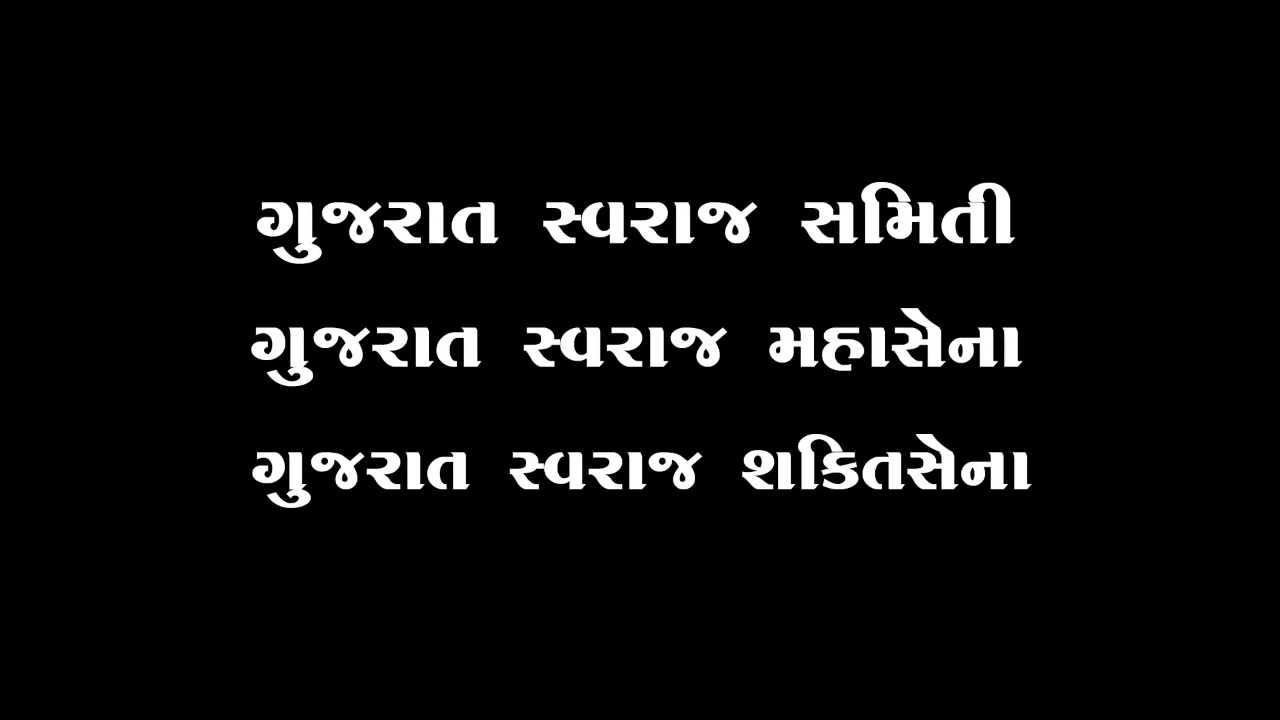 ગુજરાત સ્વરાજ સમિતી
ગુજરાત સ્વરાજ મહાસેના
ગુજરાત સ્વરાજ શકિતસેના